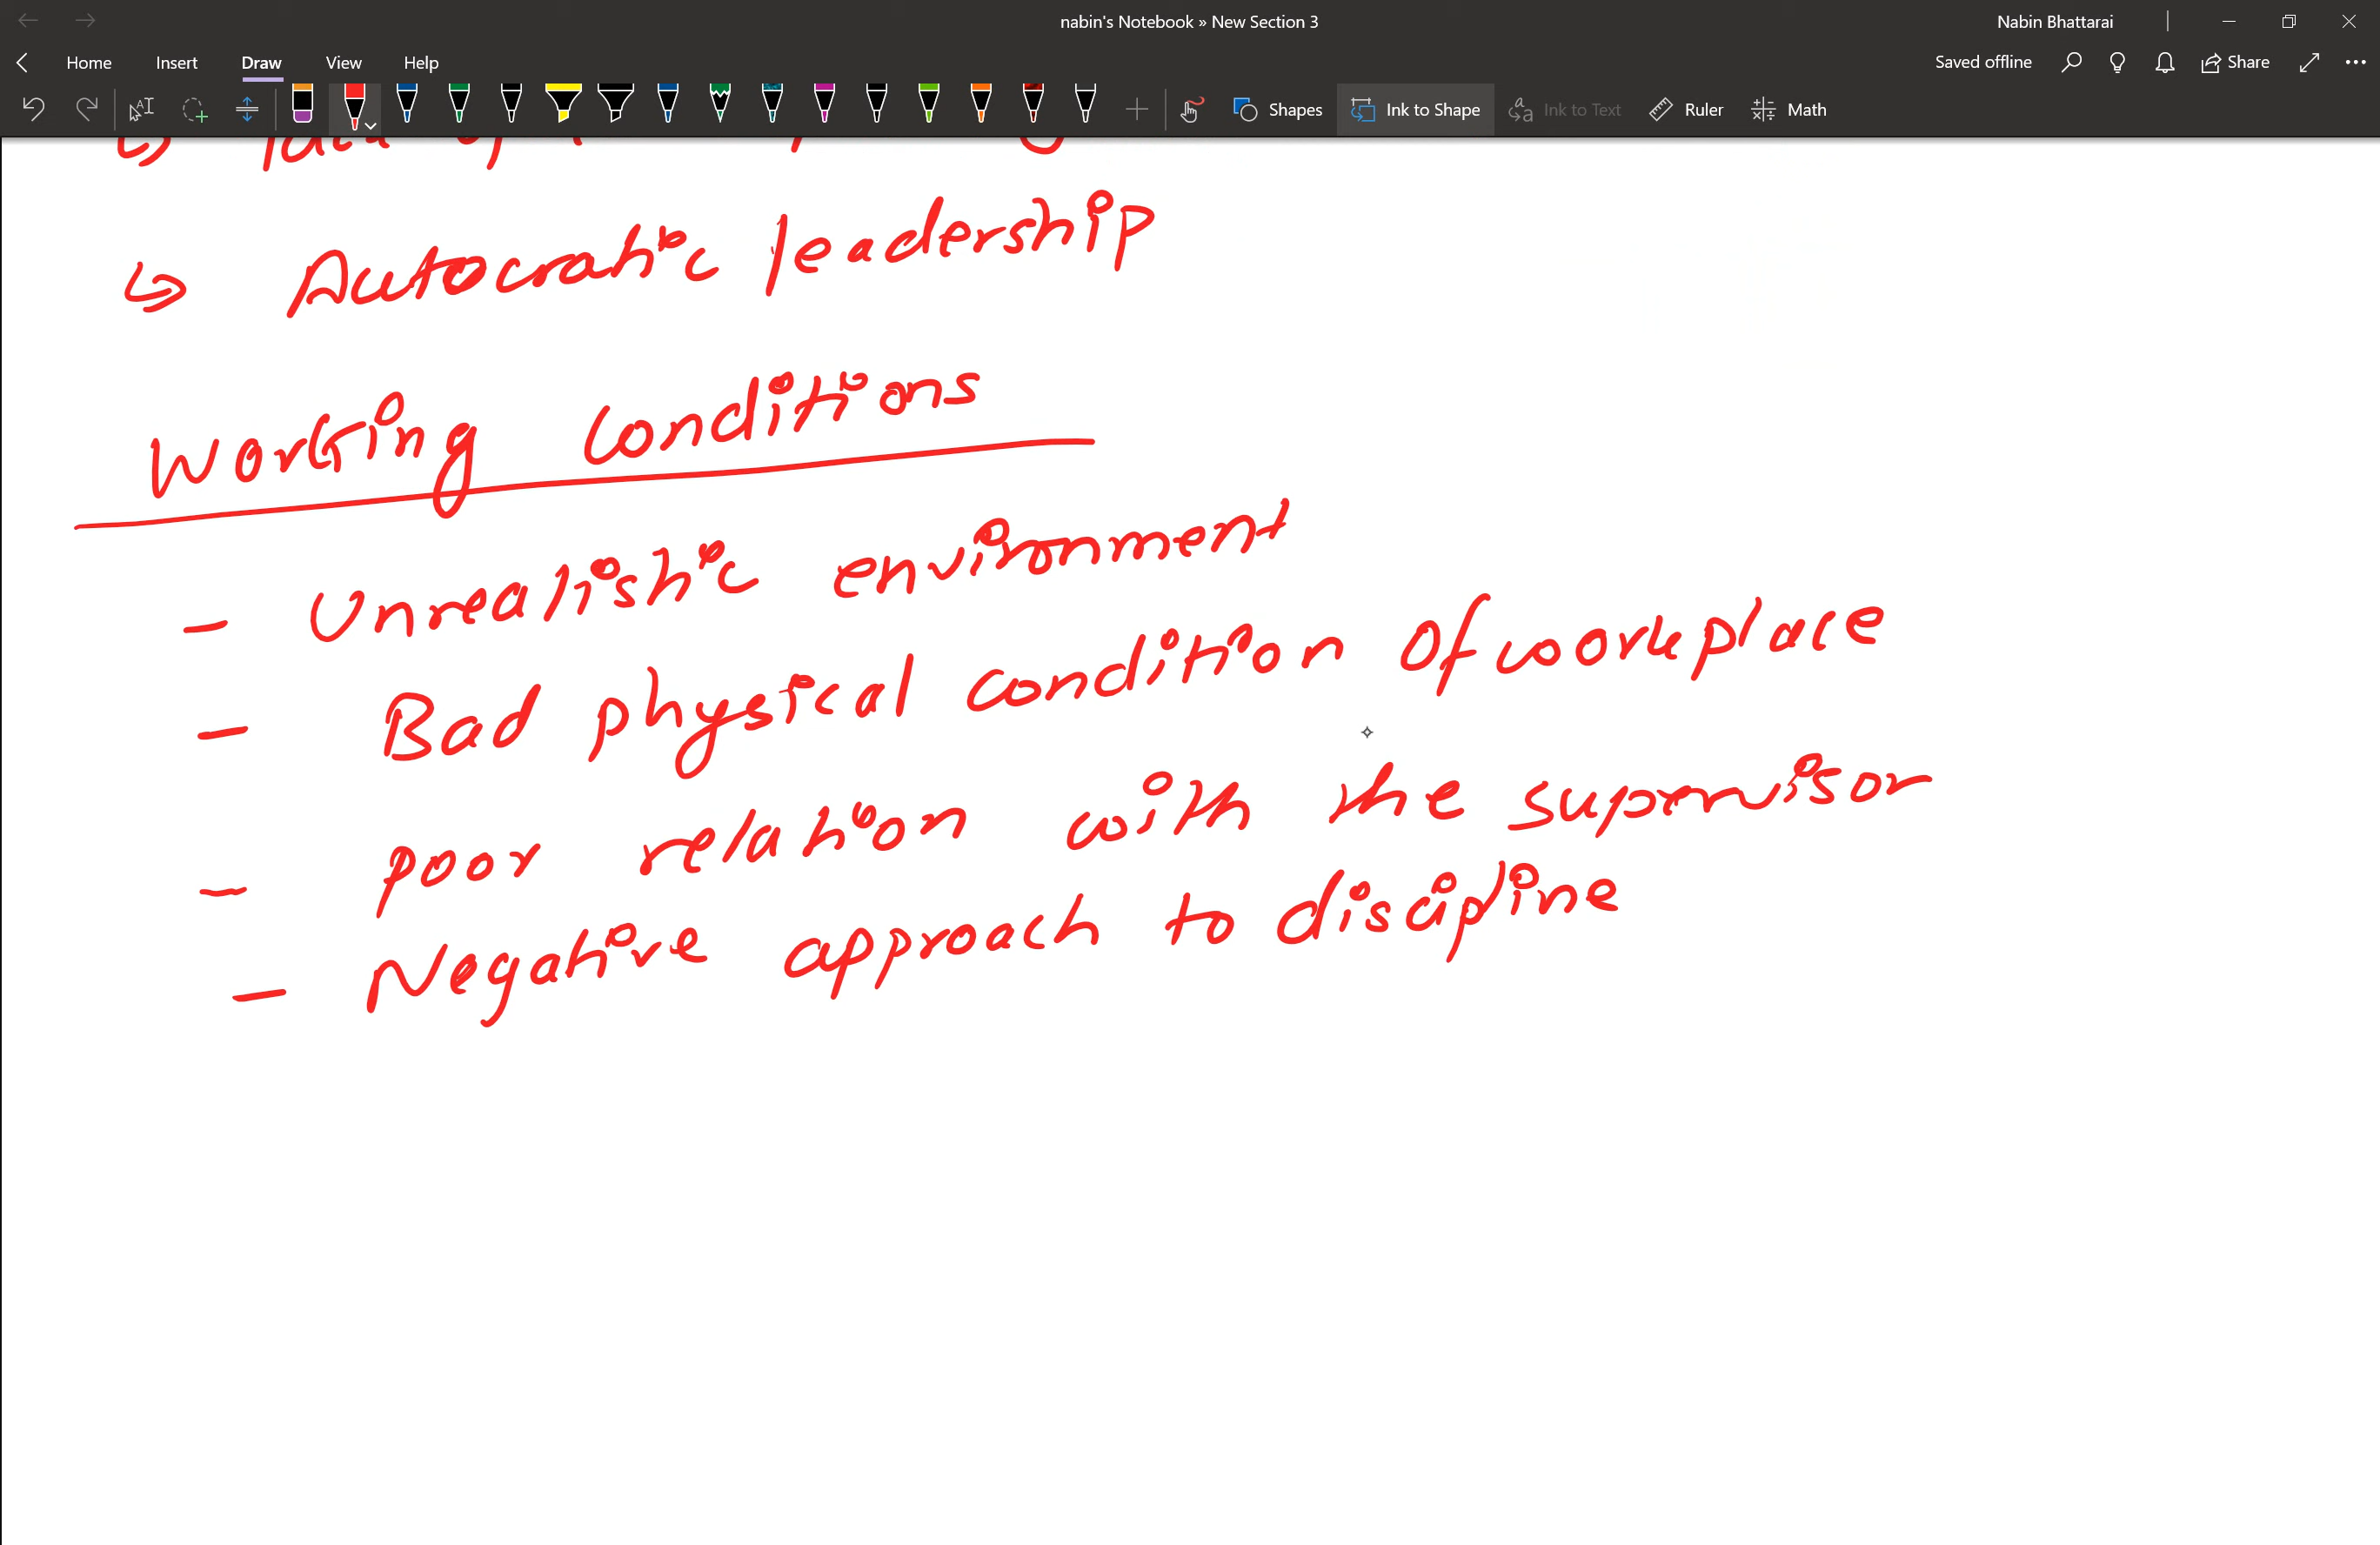 nabin's Notebook » New Section 3
Nabin Bhattarai
Home Insert Draw View Help
Saved offline
Share
Shapes
Ink to Shape
Ink to Text
Ruler
Math
Autocratic leadership
Working conditions
- Unrealistic environment
- Bad physical condition of workplace
- poor relation with the supervisor
- Negative approach to discipline